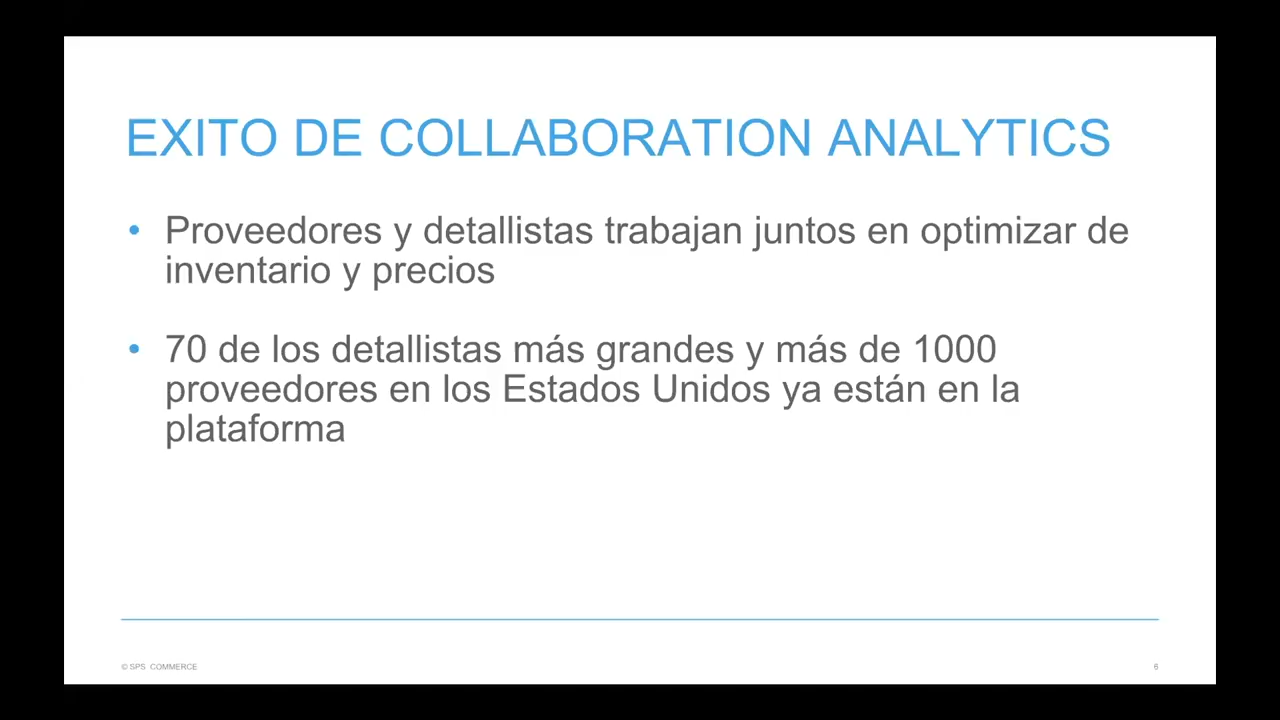 EXITO DE COLLABORATION ANALYTICS
• Proveedores y detallistas trabajan juntos en optimizar de
inventario y precios
• 70 de los detallistas más grandes y más de 1000
proveedores en los Estados Unidos ya están en la
plataforma
© SPS COMMERCE
6